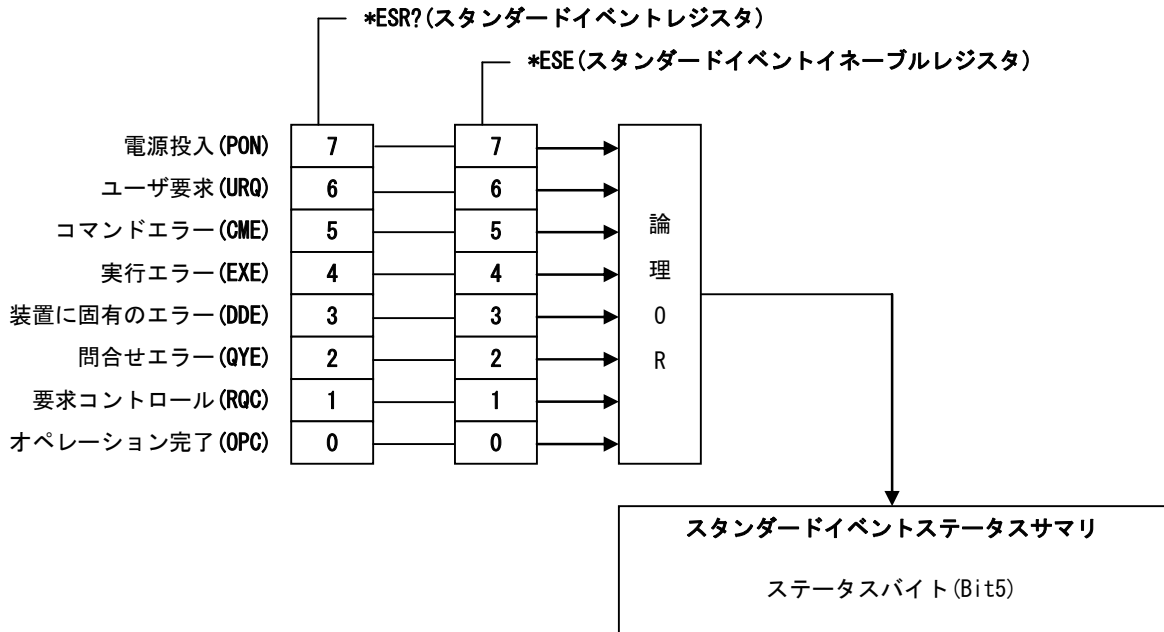 *ESR?(スタンダードイベントレジスタ)
*ESE(スタンダードイベントイネーブルレジスタ)
電源投入(PON) 7 7
ユーザ要求(URQ) 6 6
コマンドエラー(CME) 5 5
実行エラー(EXE) 4 4
装置に固有のエラー(DDE) 3 3
問合せエラー(QYE) 2 2
要求コントロール(RQC) 1 1
オペレーション完了(OPC) 0 0
論
理
O
R
スタンダードイベントステータスサマリ
ステータスバイト(Bit5)